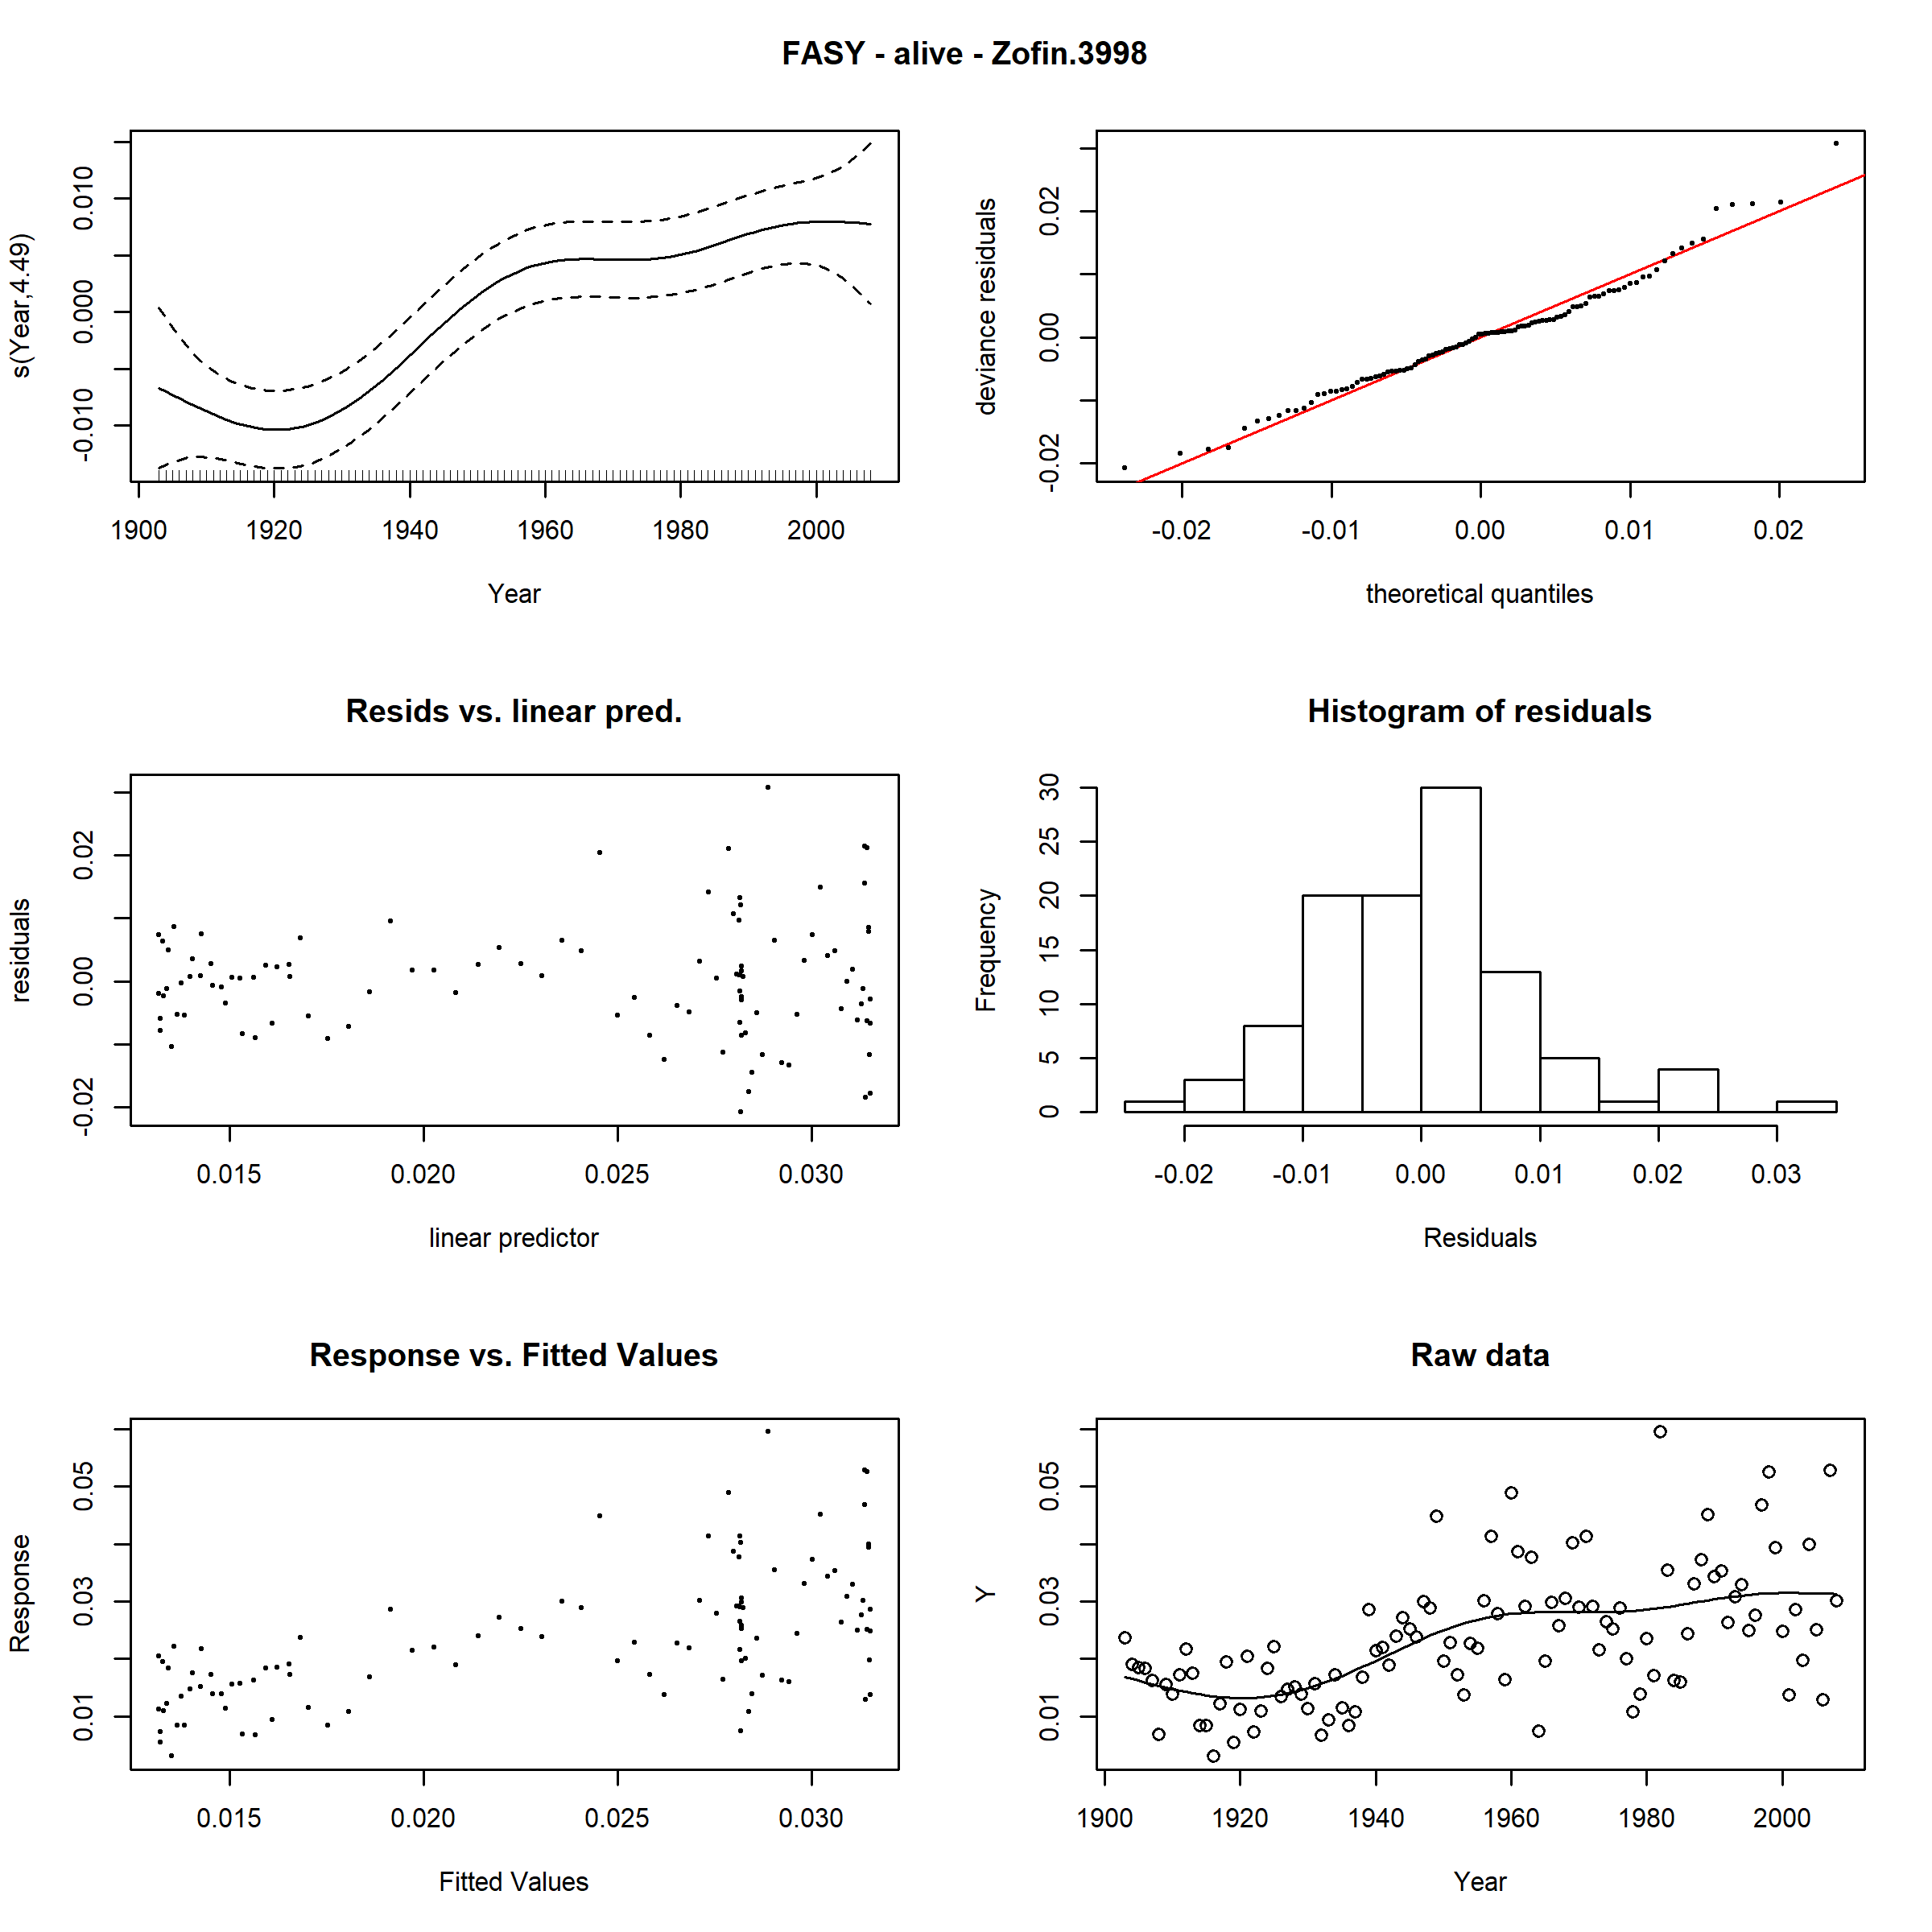 FASY - alive - Zofin.3998
s(Year,4.49)
-0.010 0.000 0.010
1900 1920 1940 1960 1980 2000
Year
deviance residuals
-0.02 0.00 0.02
-0.02 -0.01 0.00 0.01 0.02
theoretical quantiles
Resids vs. linear pred.
residuals
-0.02 0.00 0.02
0.015 0.020 0.025 0.030
linear predictor
Histogram of residuals
Frequency
0 5 10 15 20 25 30
-0.02 -0.01 0.00 0.01 0.02 0.03
Residuals
Response vs. Fitted Values
Response
0.01 0.03 0.05
0.015 0.020 0.025 0.030
Fitted Values
Raw data
Y
0.01 0.03 0.05
1900 1920 1940 1960 1980 2000
Year